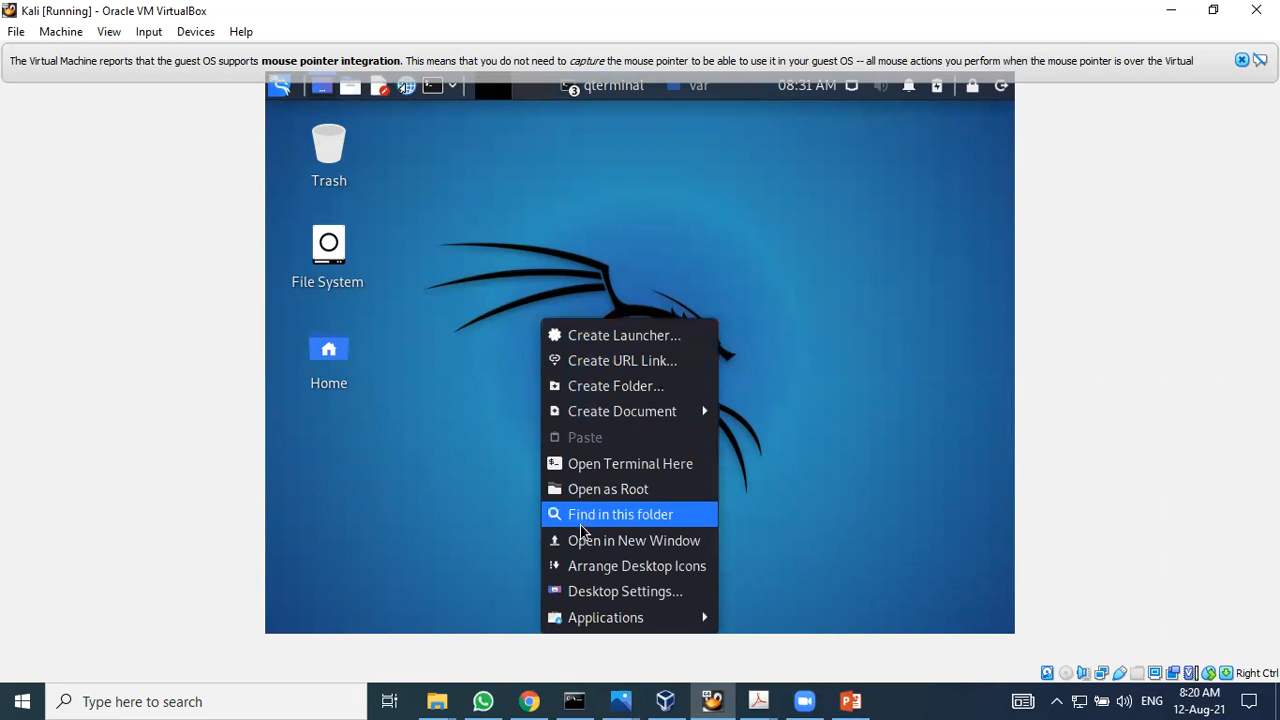 Kali [Running] - Oracle VM VirtualBox
File Machine View Input Devices Help
The Virtual Machine reports that the guest OS supports mouse pointer integration. This means that you do not need to capture the mouse pointer to be able to use it in your guest OS -- all mouse actions you perform when the mouse pointer is over the Virtual
3 qterminal var 08:31 AM
Trash
File System
Home
Create Launcher...
Create URL Link...
Create Folder...
Create Document
Paste
Open Terminal Here
Open as Root
Find in this folder
Open in New Window
Arrange Desktop Icons
Desktop Settings...
Applications
Right Ctrl
Type here to search
ENG
8:20 AM
12-Aug-21